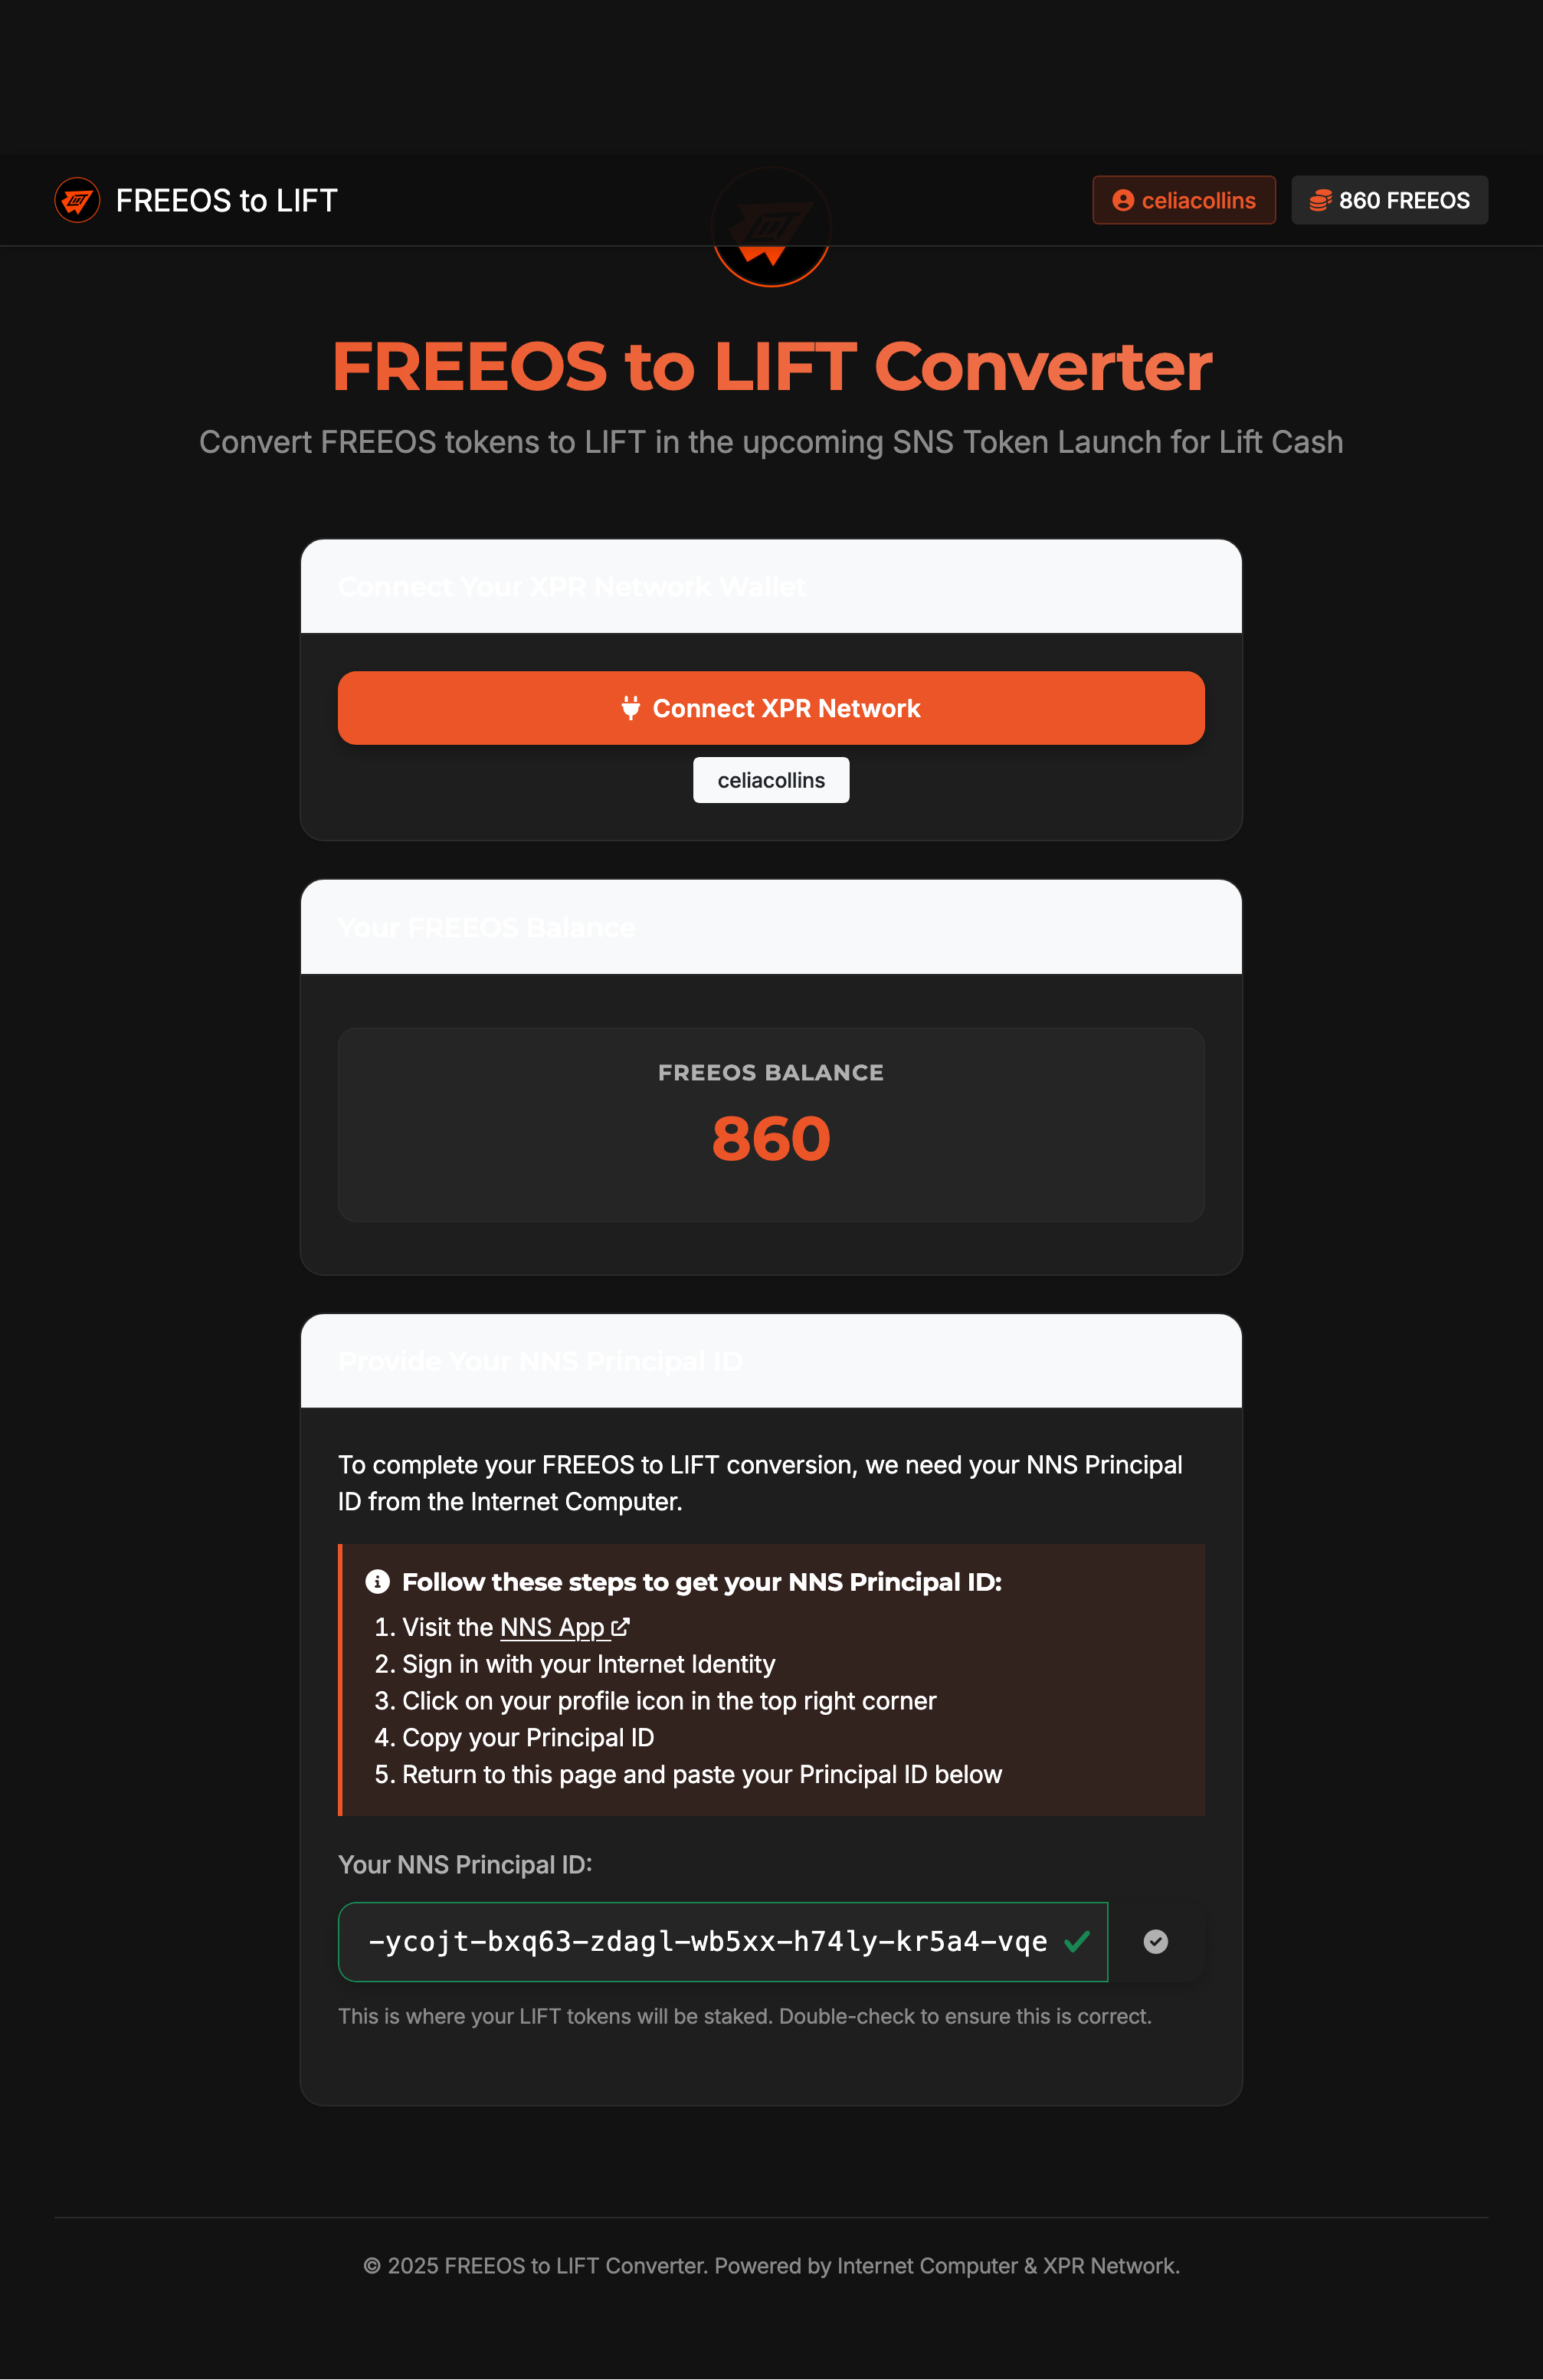 FREEOS to LIFT
celiacollins
860 FREEOS
FREEOS to LIFT Converter
Convert FREEOS tokens to LIFT in the upcoming SNS Token Launch for Lift Cash
Connect Your XPR Network Wallet
Connect XPR Network
celiacollins
Your FREEOS Balance
FREEOS BALANCE
860
Provide Your NNS Principal ID
To complete your FREEOS to LIFT conversion, we need your NNS Principal
ID from the Internet Computer.
Follow these steps to get your NNS Principal ID:
1. Visit the NNS App
2. Sign in with your Internet Identity
3. Click on your profile icon in the top right corner
4. Copy your Principal ID
5. Return to this page and paste your Principal ID below
Your NNS Principal ID:
-ycojt-bxq63-zdagl-wb5xx-h74ly-kr5a4-vqe
This is where your LIFT tokens will be staked. Double-check to ensure this is correct.
© 2025 FREEOS to LIFT Converter. Powered by Internet Computer & XPR Network.